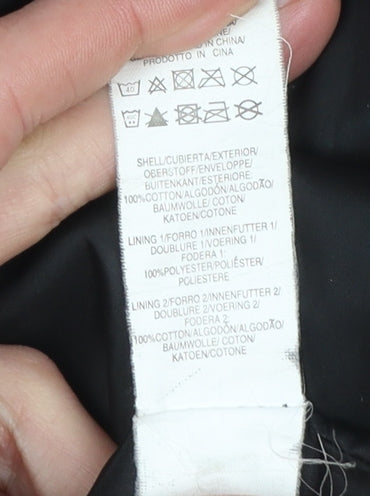 IN CHINA/
PRODOTTO IN CINA
40
SHELL/CUBIERTA/EXTERIOR/
OBERSTOFF/ENVELOPPE/
BUITENKANT/ESTERIORE:
100%COTTON/ALGODÓN/ALGODÃO/
BAUMWOLLE/ COTON/
KATOEN/COTONE
LINING 1/FORRO 1/INNENFUTTER 1/
DOUBLURE 1/VOERING 1/
FODERA 1:
100%POLYESTER/POLIÉSTER/
POLIESTERE
LINING 2/FORRO 2/INNENFUTTER 2/
DOUBLURE 2/VOERING 2/
FODERA 2:
100%COTTON/ALGODÓN/ALGODÃO/
BAUMWOLLE/ COTON/
KATOEN/COTONE